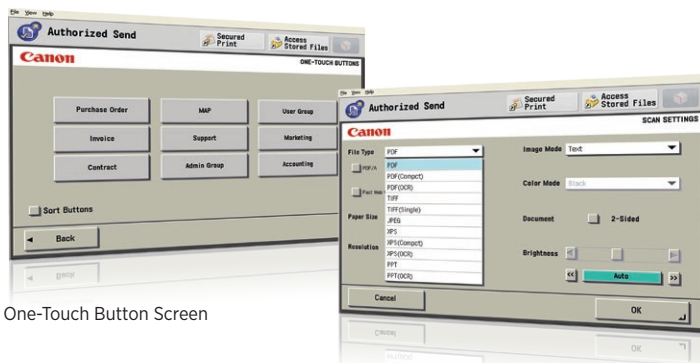 File View Help
Authorized Send
Secured Print
Access Stored Files
Canon
ONE-TOUCH BUTTONS
Purchase Order
MAP
User Group
Invoice
Support
Marketing
Contract
Admin Group
Accounting
Sort Buttons
Back
One-Touch Button Screen
File View Help
Authorized Send
Secured Print
Access Stored Files
Canon
SCAN SETTINGS
File Type
PDF
Image Mode
Text
PDF/A
PDF
PDF(Compact)
PDF(OCR)
TIFF
TIFF(Single)
JPEG
XPS
XPS(Compact)
XPS(OCR)
PPT
PPT(OCR)
Fast Web
Color Mode
Black
Paper Size
Document
2-Sided
Resolution
Brightness
<<
Auto
>>
Cancel
OK